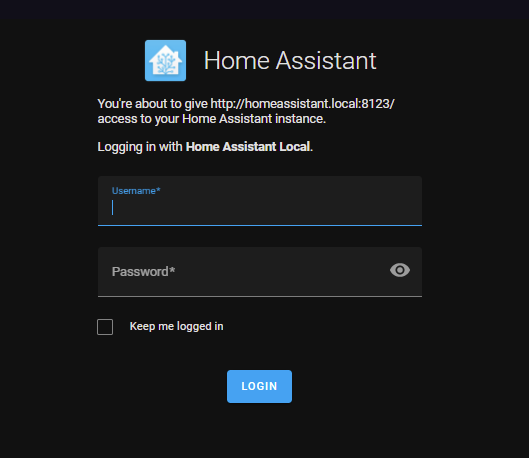 Home Assistant
You're about to give http://homeassistant.local:8123/
access to your Home Assistant instance.
Logging in with Home Assistant Local.
Username*
Password*
Keep me logged in
LOGIN